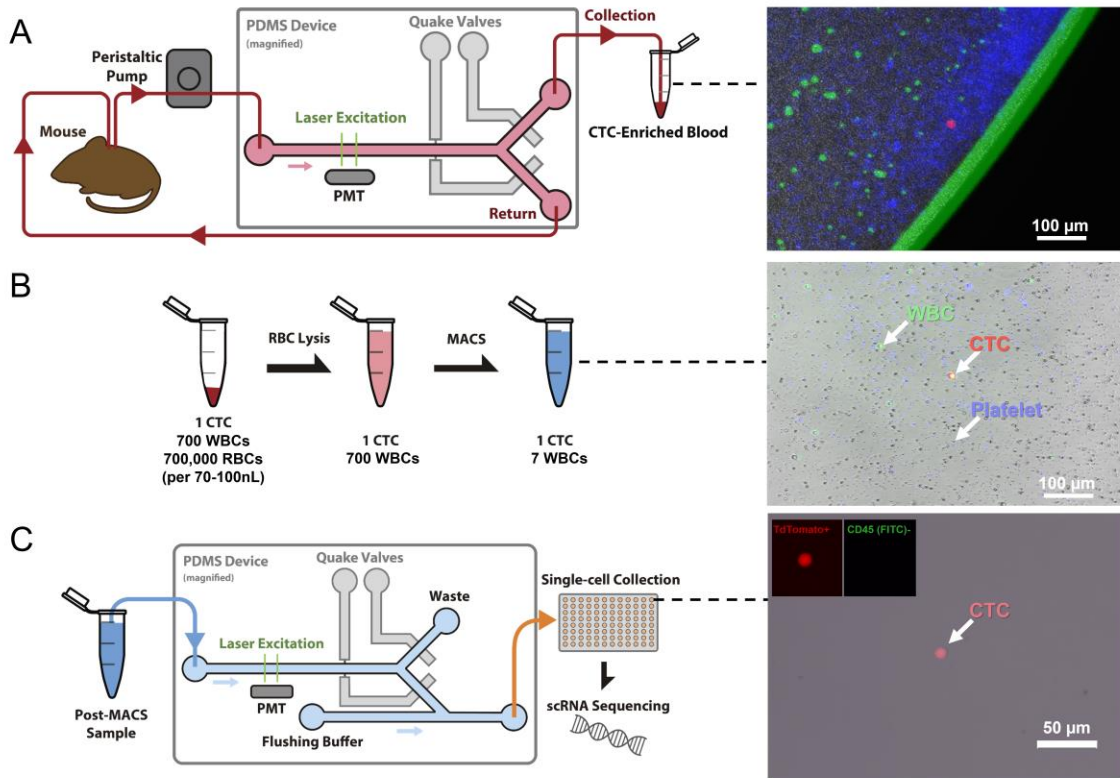 A
PDMS Device
(magnified)
Quake Valves
Collection
Peristaltic
Pump
Mouse
Laser Excitation
PMT
Return
CTC-Enriched Blood
100 µm
B
RBC Lysis
MACS
1 CTC
700 WBCs
700,000 RBCs
(per 70-100nL)
1 CTC
700 WBCs
1 CTC
7 WBCs
WBC
CTC
Plafelet
100 µm
C
PDMS Device
(magnified)
Quake Valves
Waste
Laser Excitation
PMT
Flushing Buffer
Post-MACS
Sample
Single-cell Collection
scRNA Sequencing
TdTomato+
CD45 (FITC)-
CTC
50 µm